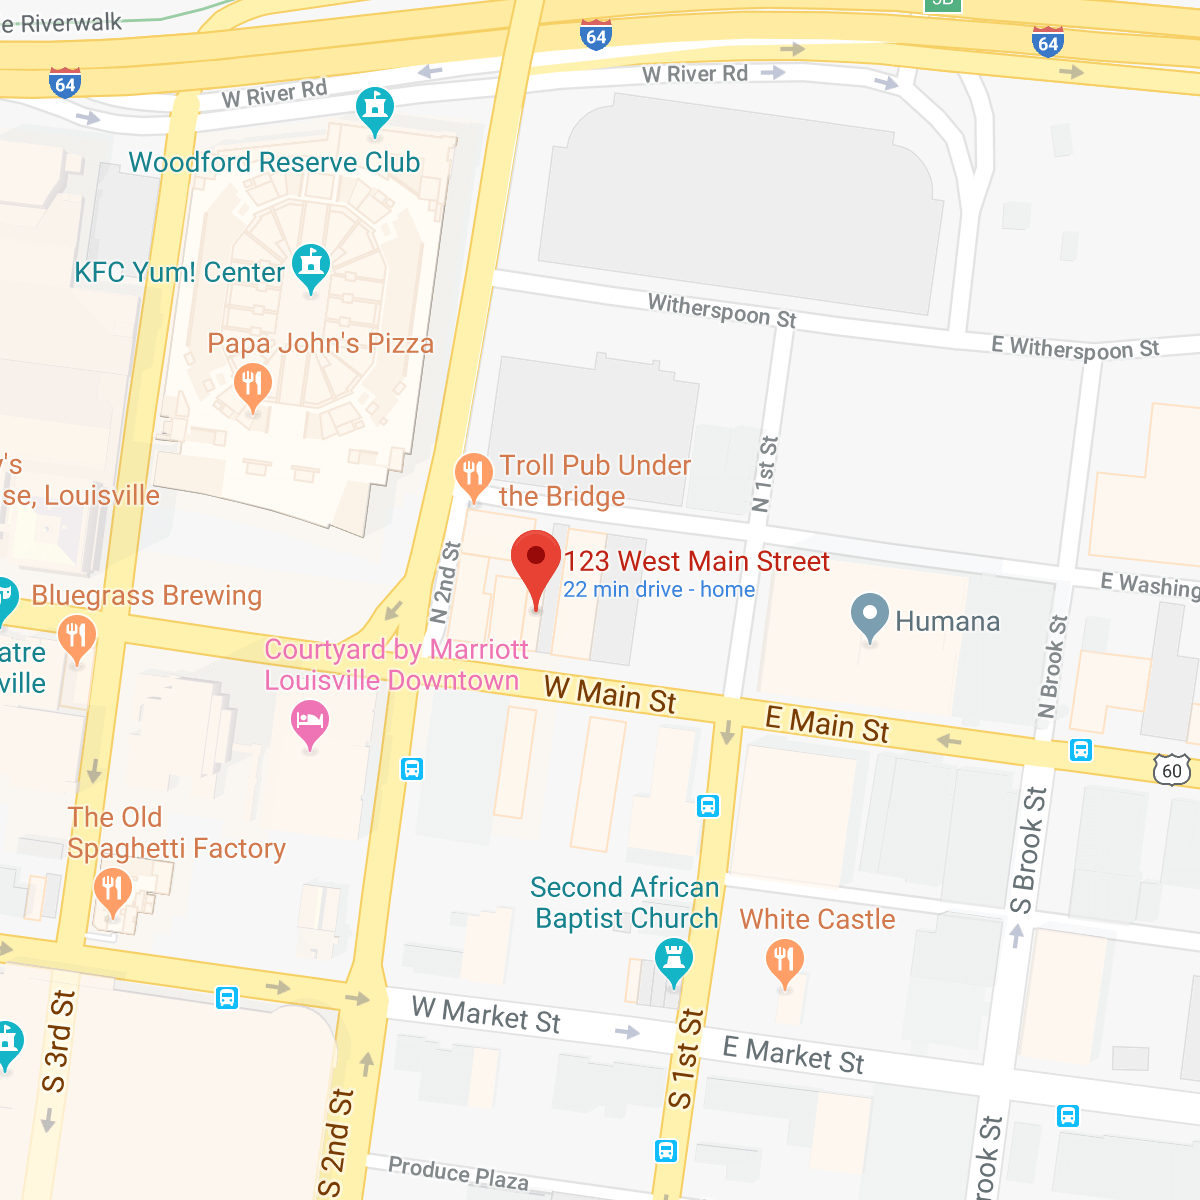 e Riverwalk
5B
64
64
64
W River Rd
W River Rd
Woodford Reserve Club
KFC Yum! Center
Witherspoon St
E Witherspoon St
Papa John's Pizza
N 1st St
y's
se, Louisville
Troll Pub Under
the Bridge
N 2nd St
123 West Main Street
22 min drive - home
E Washing
Bluegrass Brewing
Humana
N Brook St
atre
ville
Courtyard by Marriott
Louisville Downtown
W Main St
E Main St
60
The Old
Spaghetti Factory
S Brook St
Second African
Baptist Church
White Castle
W Market St
E Market St
S 3rd St
S 1st St
S 2nd St
rook St
Produce Plaza